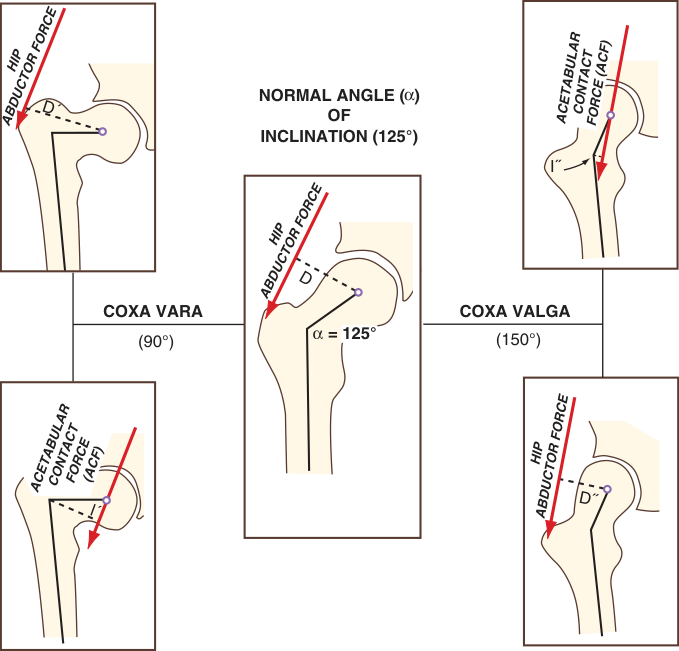 HIP
ABDUCTOR FORCE
D′
NORMAL ANGLE (α)
OF
INCLINATION (125°)
ACETABULAR
CONTACT
FORCE (ACF)
I″
HIP
ABDUCTOR FORCE
D
α = 125°
COXA VARA
(90°)
COXA VALGA
(150°)
ACETABULAR
CONTACT
FORCE
(ACF)
I′
HIP
ABDUCTOR FORCE
D″